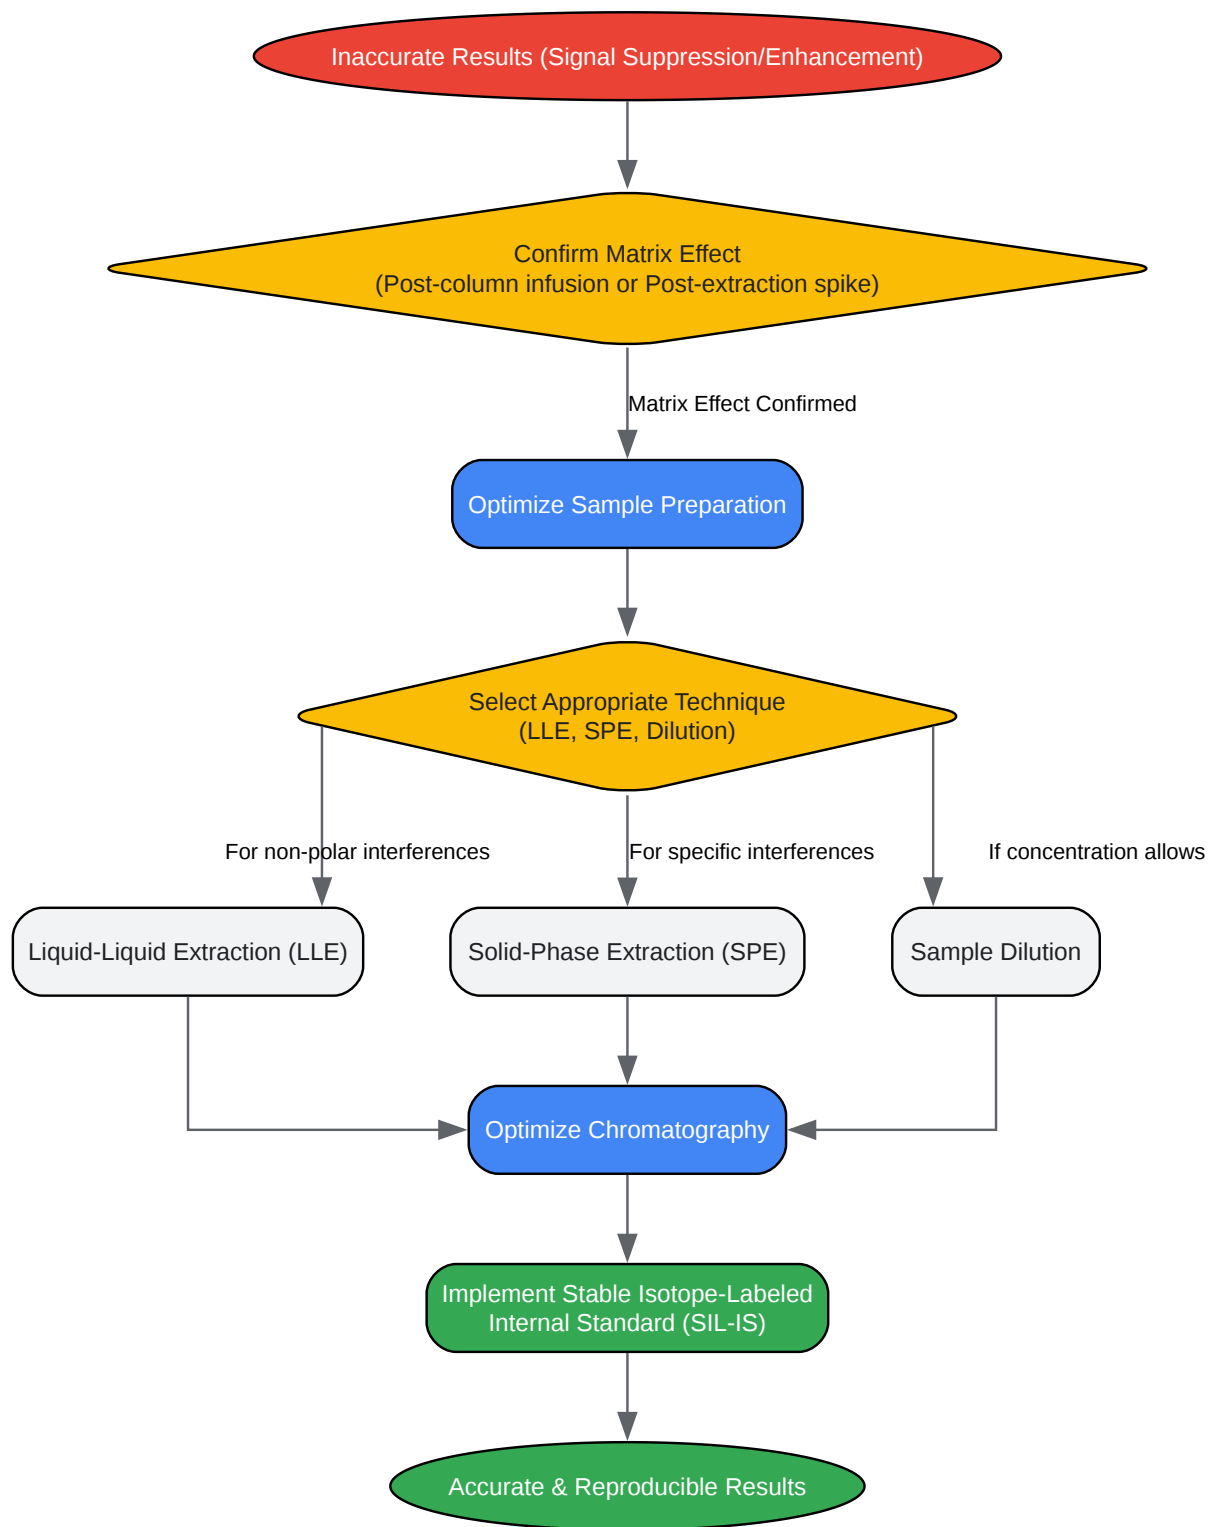 Inaccurate Results (Signal Suppression/Enhancement)
Confirm Matrix Effect
(Post-column infusion or Post-extraction spike)
Matrix Effect Confirmed
Optimize Sample Preparation
Select Appropriate Technique
(LLE, SPE, Dilution)
For non-polar interferences
For specific interferences
If concentration allows
Liquid-Liquid Extraction (LLE)
Solid-Phase Extraction (SPE)
Sample Dilution
Optimize Chromatography
Implement Stable Isotope-Labeled
Internal Standard (SIL-IS)
Accurate & Reproducible Results